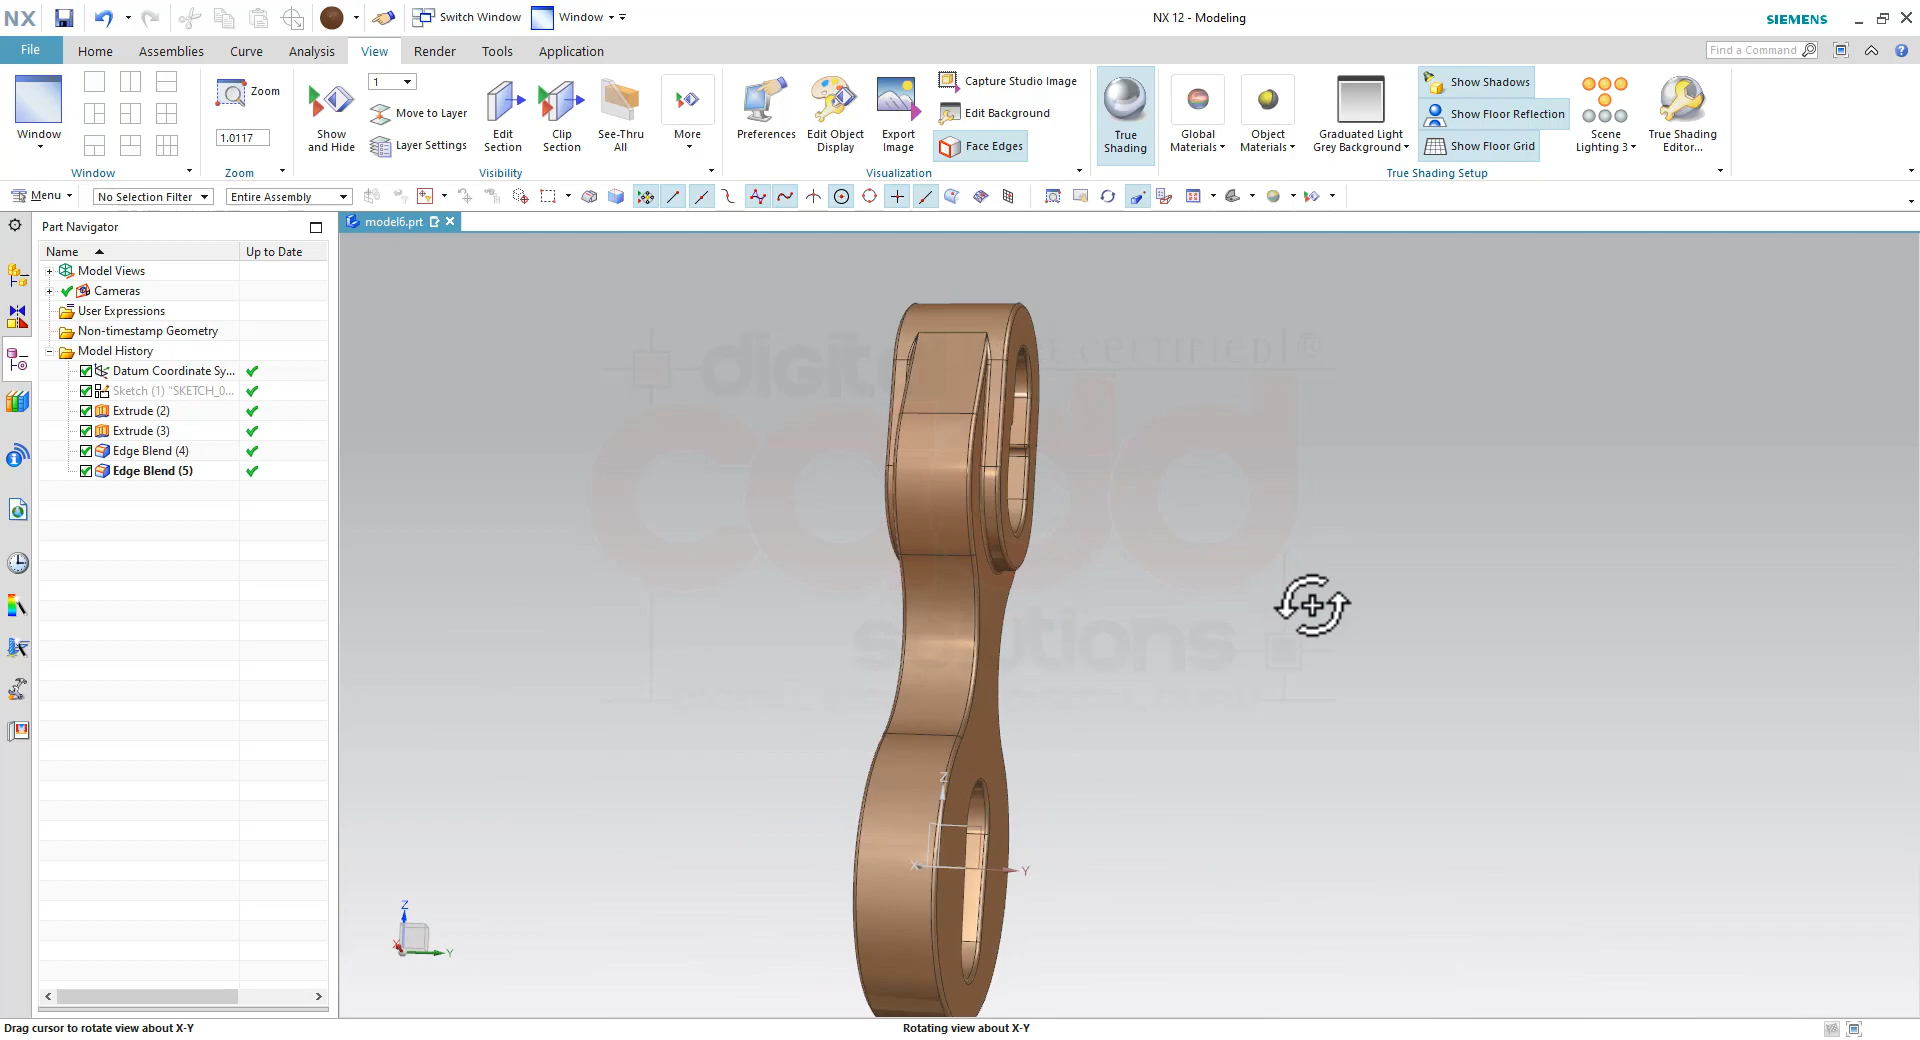 NX
Switch Window
Window
NX 12 - Modeling
SIEMENS
File
Home
Assemblies
Curve
Analysis
View
Render
Tools
Application
Find a Command
Window
Zoom
1.0117
Show and Hide
1
Move to Layer
Layer Settings
Edit Section
Clip Section
See-Thru All
More
Preferences
Edit Object Display
Export Image
Capture Studio Image
Edit Background
Face Edges
True Shading
Global Materials
Object Materials
Graduated Light Grey Background
Show Shadows
Show Floor Reflection
Show Floor Grid
Scene Lighting 3
True Shading Editor...
Window
Zoom
Visibility
Visualization
True Shading Setup
Menu
No Selection Filter
Entire Assembly
Part Navigator
model6.prt
Name
Up to Date
Model Views
Cameras
User Expressions
Non-timestamp Geometry
Model History
Datum Coordinate Sy...
Sketch (1) "SKETCH_0...
Extrude (2)
Extrude (3)
Edge Blend (4)
Edge Blend (5)
cadd
solutions
Z
X
Y
Z
X
Y
Drag cursor to rotate view about X-Y
Rotating view about X-Y